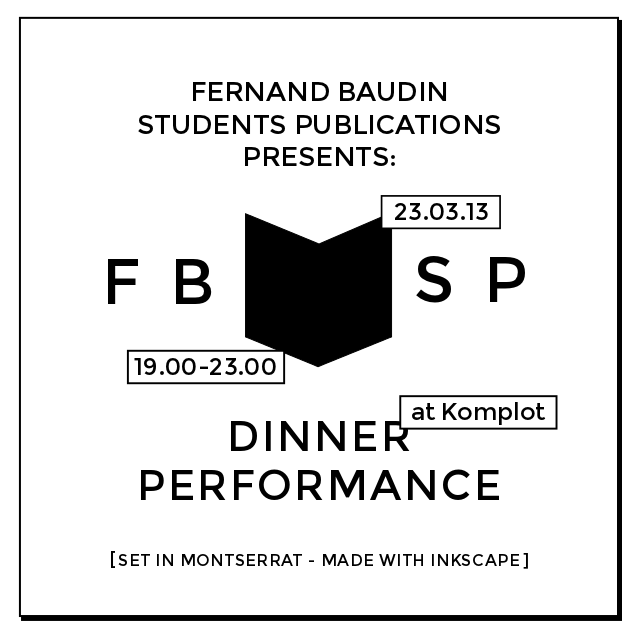 FERNAND BAUDIN
STUDENTS PUBLICATIONS
PRESENTS:
23.03.13
F B S P
19.00-23.00
at Komplot
DINNER
PERFORMANCE
[SET IN MONTSERRAT - MADE WITH INKSCAPE]